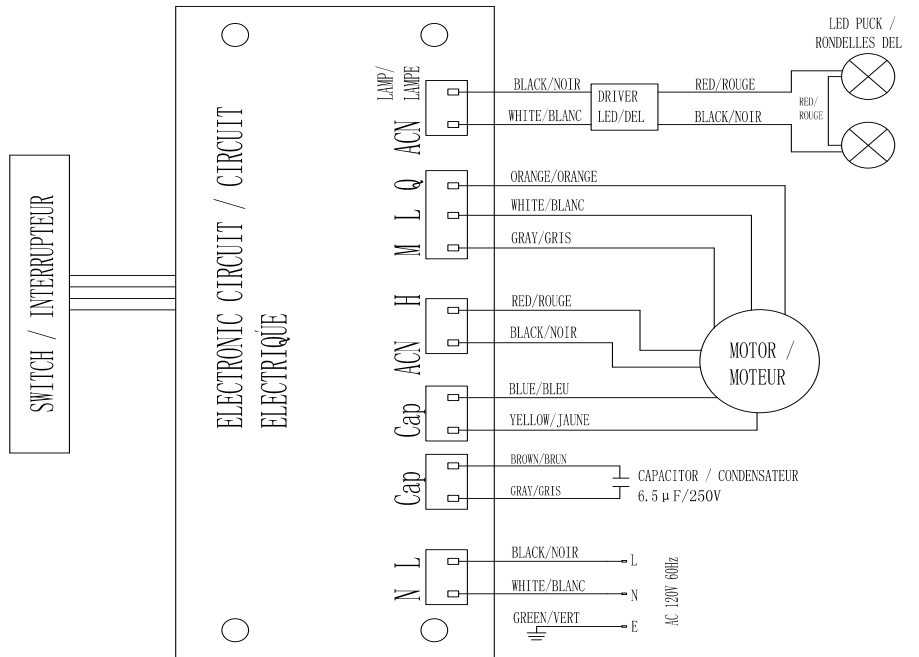 SWITCH / INTERRUPTEUR
ELECTRONIC CIRCUIT / CIRCUIT
ELECTRIQUE
LAMP/
LAMPE
ACN
Q
L
M
H
ACN
Cap
Cap
L
N
BLACK/NOIR
WHITE/BLANC
DRIVER
LED/DEL
RED/ROUGE
BLACK/NOIR
RED/
ROUGE
LED PUCK /
RONDELLES DEL
ORANGE/ORANGE
WHITE/BLANC
GRAY/GRIS
RED/ROUGE
BLACK/NOIR
BLUE/BLEU
YELLOW/JAUNE
MOTOR /
MOTEUR
BROWN/BRUN
GRAY/GRIS
CAPACITOR / CONDENSATEUR
6.5μF/250V
BLACK/NOIR
WHITE/BLANC
GREEN/VERT
L
N
E
AC 120V 60Hz